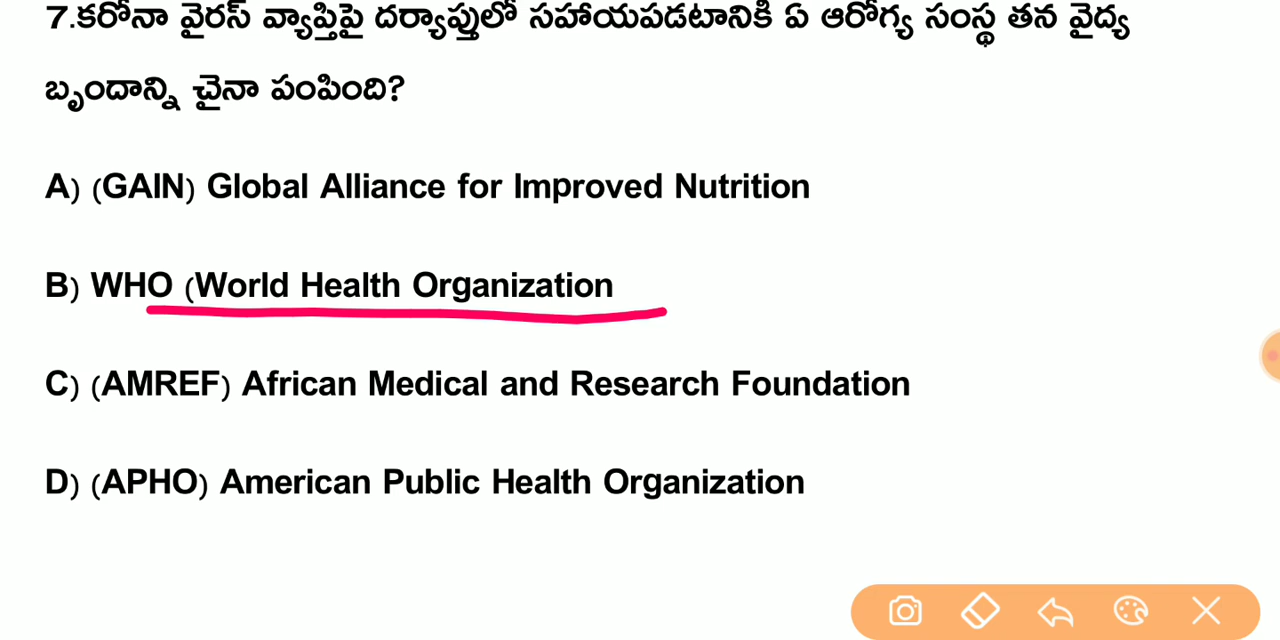 7.కరోనా వైరస్ వ్యాప్తిపై దర్యాప్తులో సహాయపడటానికి ఏ ఆరోగ్య సంస్థ తన వైద్య
బృందాన్ని చైనా పంపింది?
A) (GAIN) Global Alliance for Improved Nutrition
B) WHO (World Health Organization
C) (AMREF) African Medical and Research Foundation
D) (APHO) American Public Health Organization